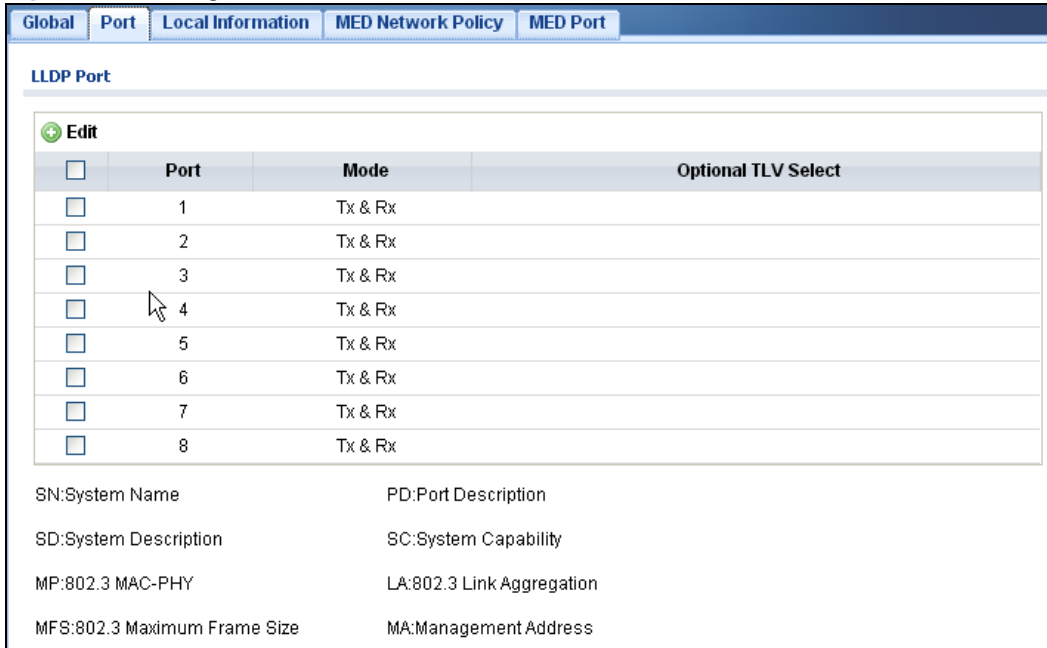 Global Port Local Information MED Network Policy MED Port
LLDP Port
Edit
Port Mode Optional TLV Select
1 Tx & Rx
2 Tx & Rx
3 Tx & Rx
4 Tx & Rx
5 Tx & Rx
6 Tx & Rx
7 Tx & Rx
8 Tx & Rx
SN:System Name PD:Port Description
SD:System Description SC:System Capability
MP:802.3 MAC-PHY LA:802.3 Link Aggregation
MFS:802.3 Maximum Frame Size MA:Management Address